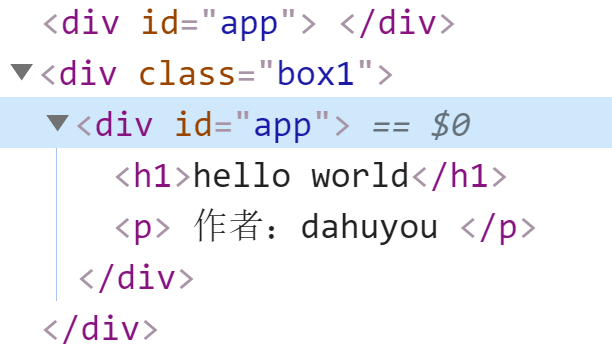 <div id="app"> </div>
<div class="box1">
<div id="app"> == $0
<h1>hello world</h1>
<p> 作者：dahuyou </p>
</div>
</div>